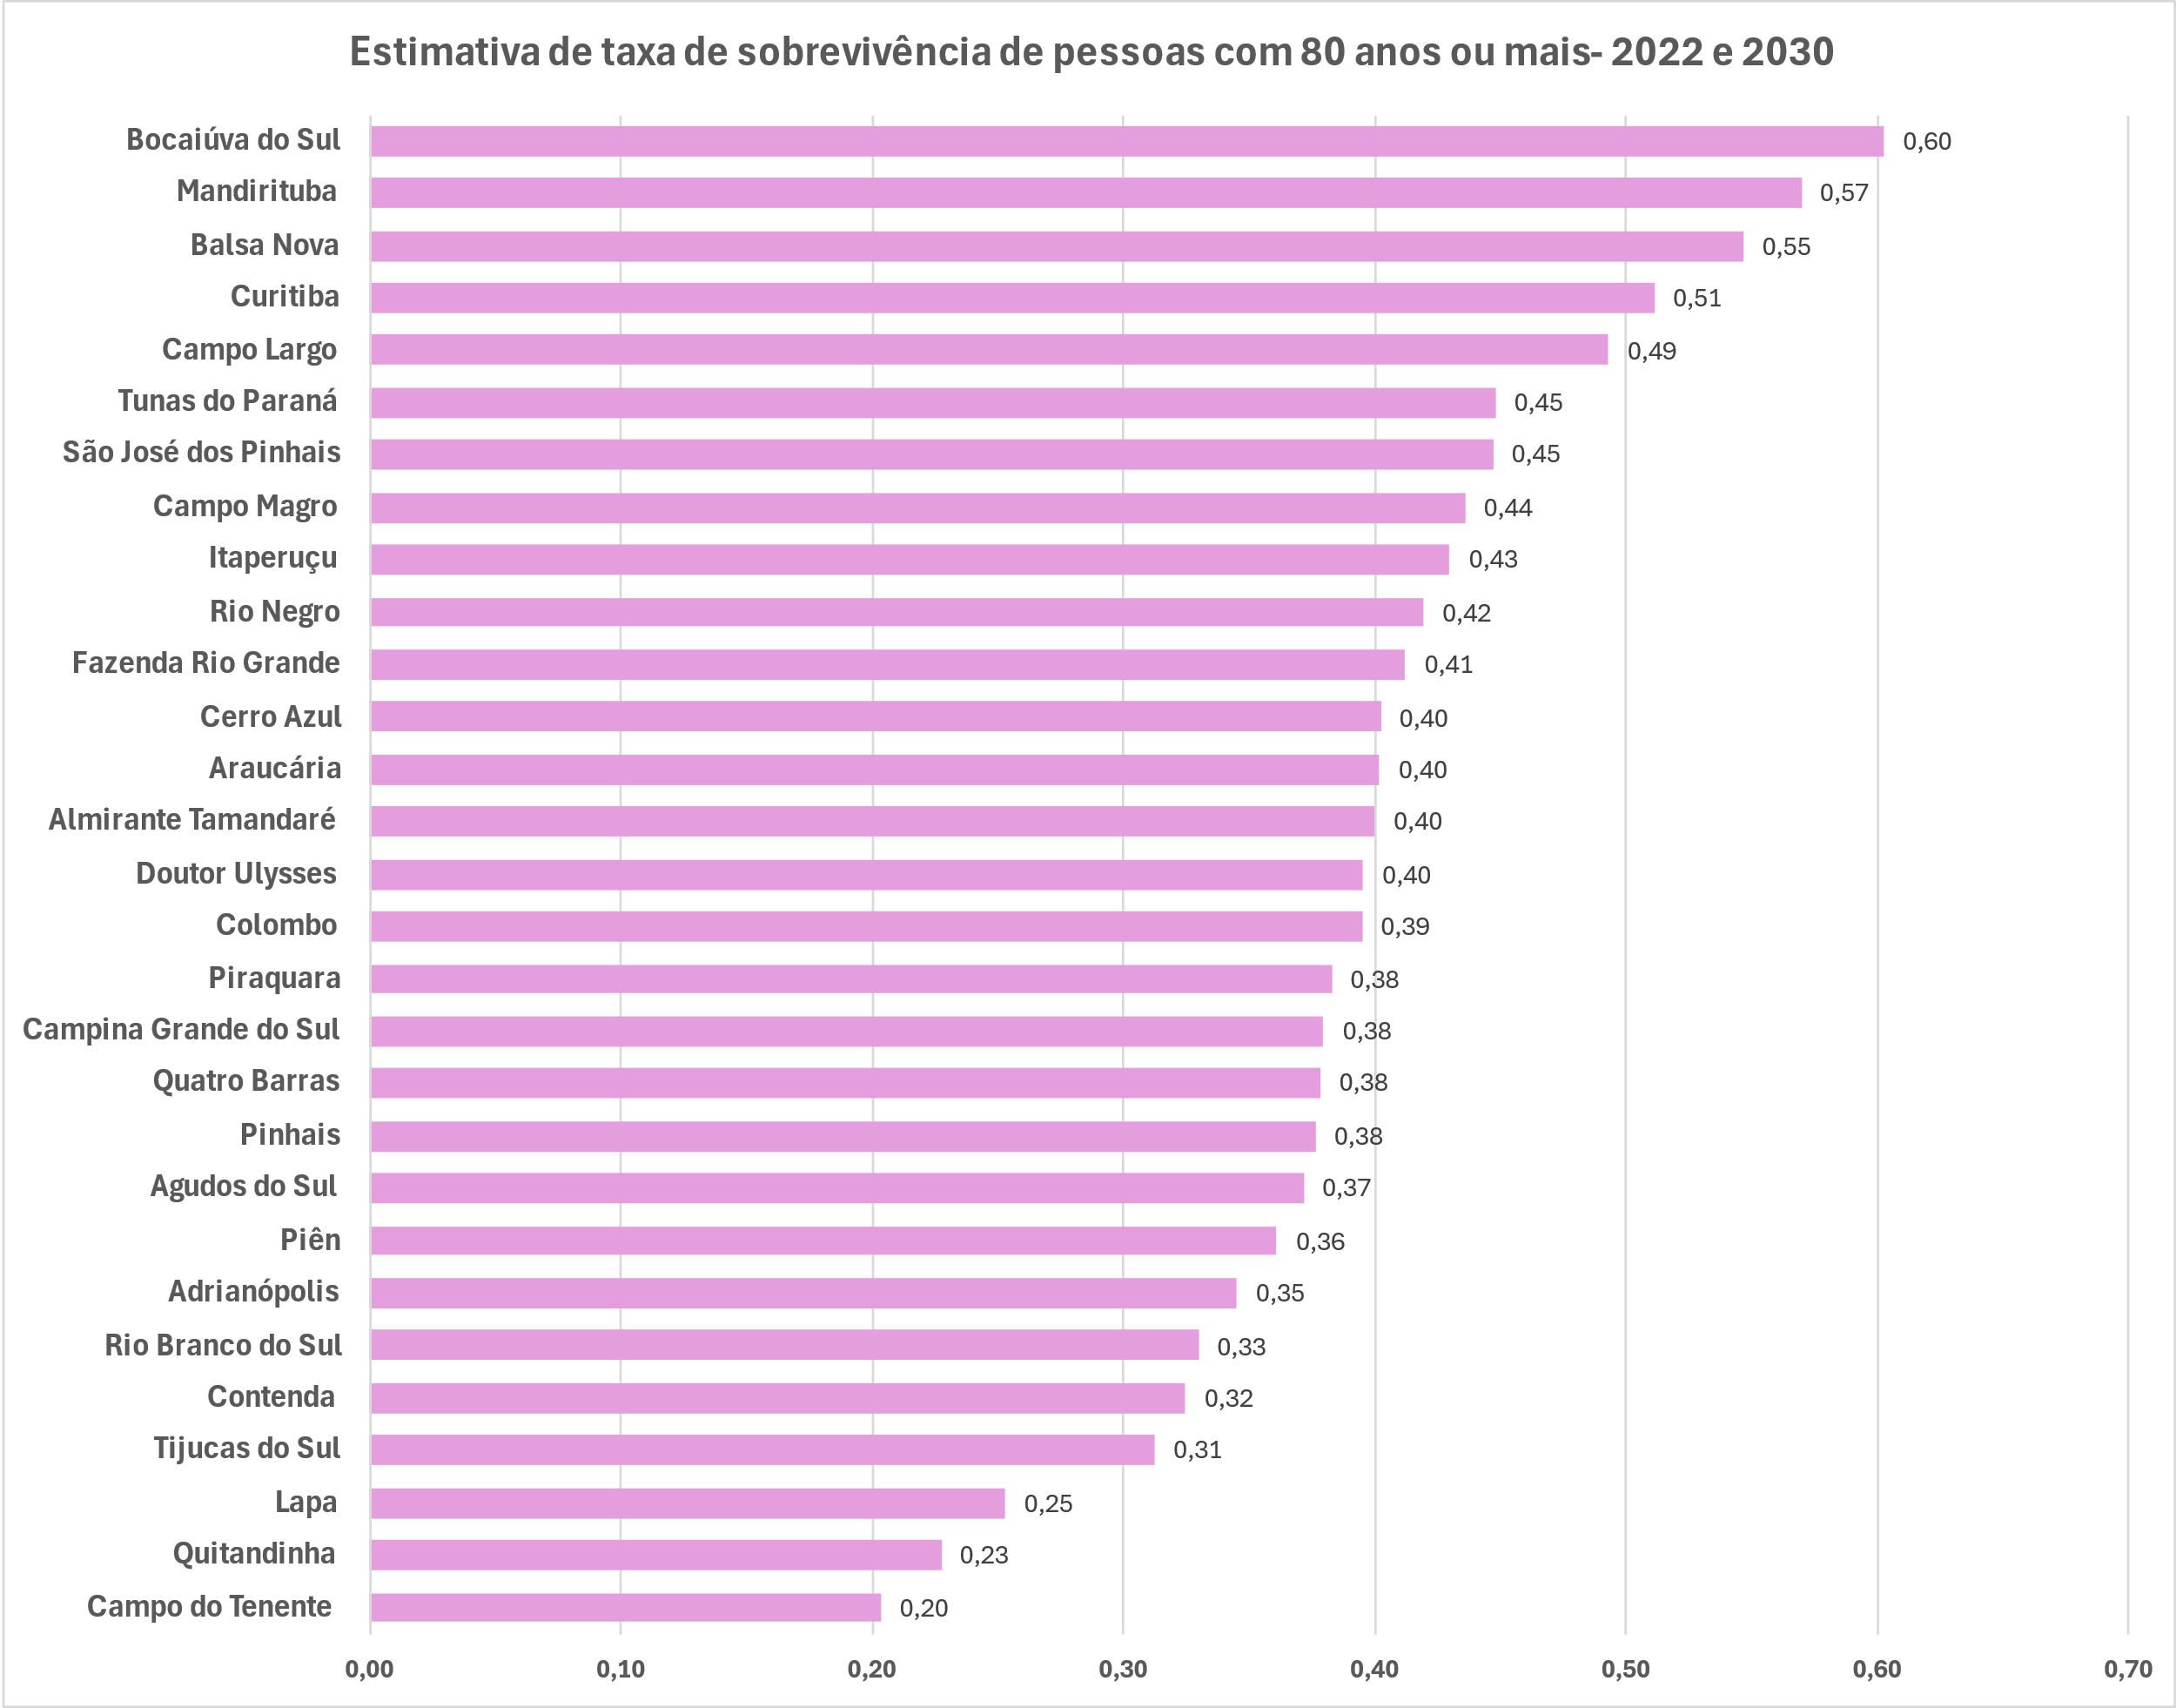 Estimativa de taxa de sobrevivência de pessoas com 80 anos ou mais- 2022 e 2030
Bocaiúva do Sul 0,60
Mandirituba 0,57
Balsa Nova 0,55
Curitiba 0,51
Campo Largo 0,49
Tunas do Paraná 0,45
São José dos Pinhais 0,45
Campo Magro 0,44
Itaperuçu 0,43
Rio Negro 0,42
Fazenda Rio Grande 0,41
Cerro Azul 0,40
Araucária 0,40
Almirante Tamandaré 0,40
Doutor Ulysses 0,40
Colombo 0,39
Piraquara 0,38
Campina Grande do Sul 0,38
Quatro Barras 0,38
Pinhais 0,38
Agudos do Sul 0,37
Piên 0,36
Adrianópolis 0,35
Rio Branco do Sul 0,33
Contenda 0,32
Tijucas do Sul 0,31
Lapa 0,25
Quitandinha 0,23
Campo do Tenente 0,20
0,00 0,10 0,20 0,30 0,40 0,50 0,60 0,70